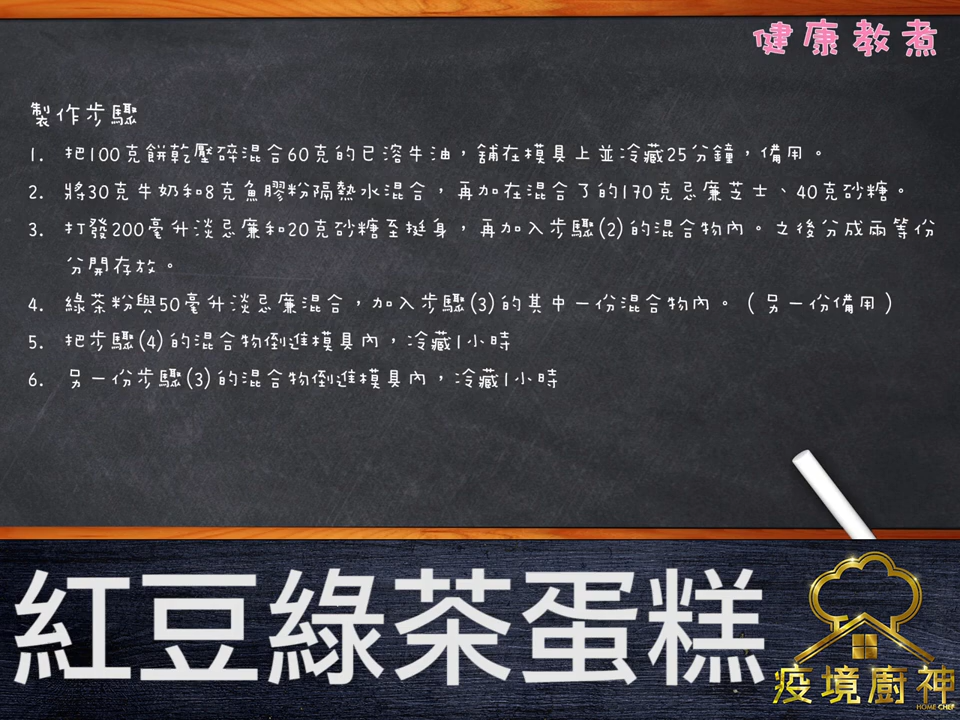 健康教煮
製作步驟
1. 把100克餅乾壓碎混合60克的已溶牛油，舖在模具上並冷藏25分鐘，備用。
2. 將30克牛奶和8克魚膠粉隔熱水混合，再加在混合了的170克忌廉芝士、40克砂糖。
3. 打發200毫升淡忌廉和20克砂糖至挺身，再加入步驟(2)的混合物內。之後分成兩等份
分開存放。
4. 綠茶粉與50毫升淡忌廉混合，加入步驟(3)的其中一份混合物內。（另一份備用）
5. 把步驟(4)的混合物倒進模具內，冷藏1小時
6. 另一份步驟(3)的混合物倒進模具內，冷藏1小時
紅豆綠茶蛋糕
疫境廚神
HOME CHEF